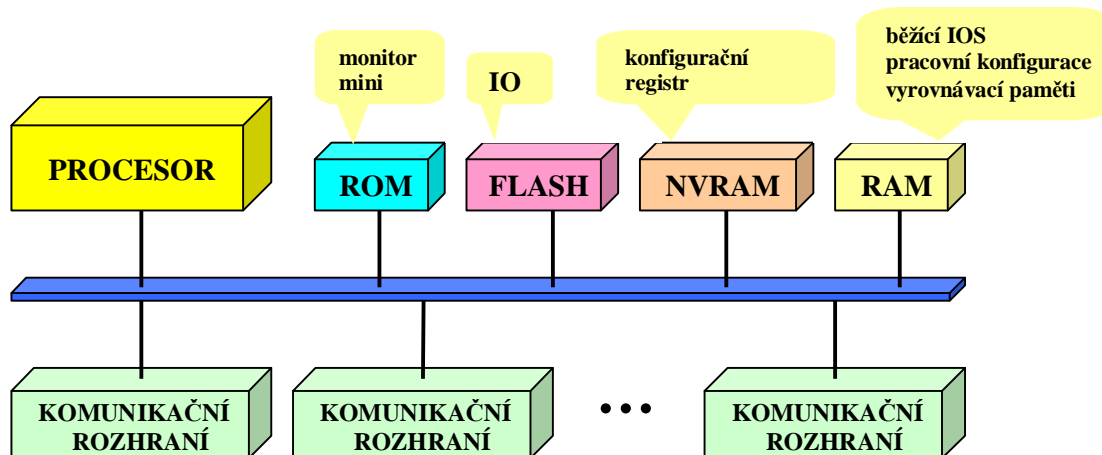 monitor
mini
IO
konfigurační
registr
běžící IOS
pracovní konfigurace
vyrovnávací paměti
PROCESOR
ROM
FLASH
NVRAM
RAM
KOMUNIKAČNÍ
ROZHRANÍ
KOMUNIKAČNÍ
ROZHRANÍ
KOMUNIKAČNÍ
ROZHRANÍ